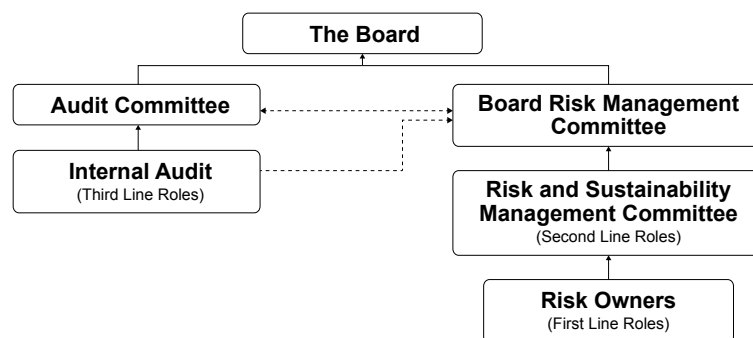 The Board
Audit Committee
Board Risk Management
Committee
Internal Audit
(Third Line Roles)
Risk and Sustainability
Management Committee
(Second Line Roles)
Risk Owners
(First Line Roles)